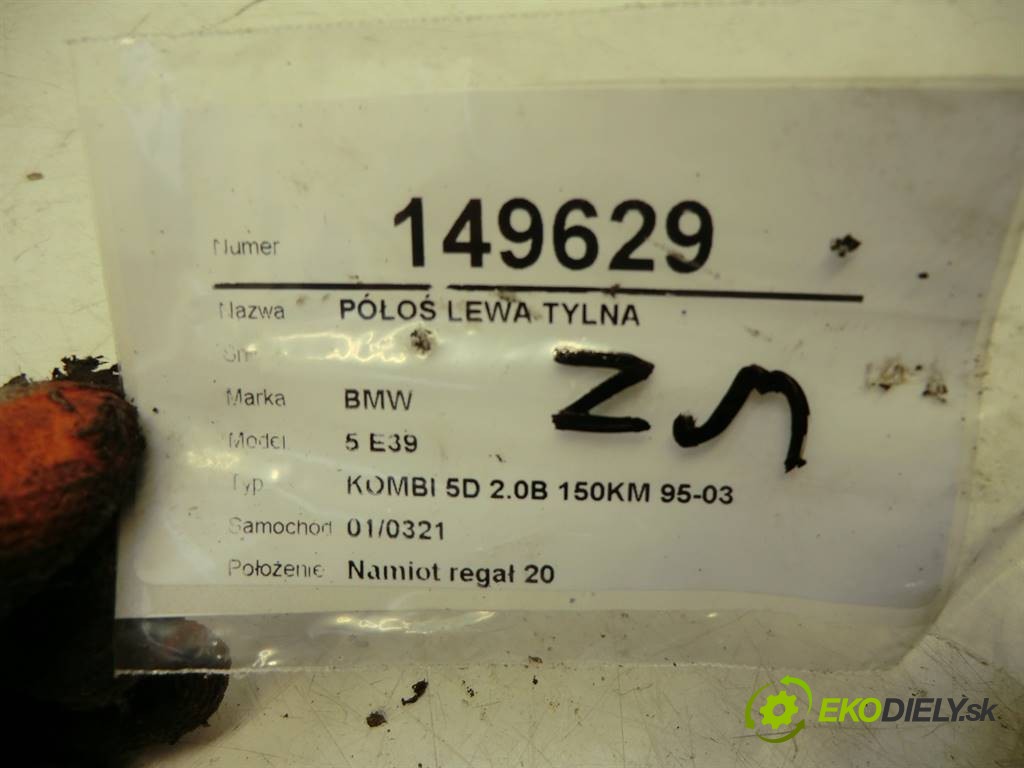 Numer 149629
Nazwa PÓŁOŚ LEWA TYLNA
Marka BMW
Model 5 E39
Typ KOMBI 5D 2.0B 150KM 95-03
Samochód 01/0321
Położenie Namiot regał 20
EKODIELY.sk